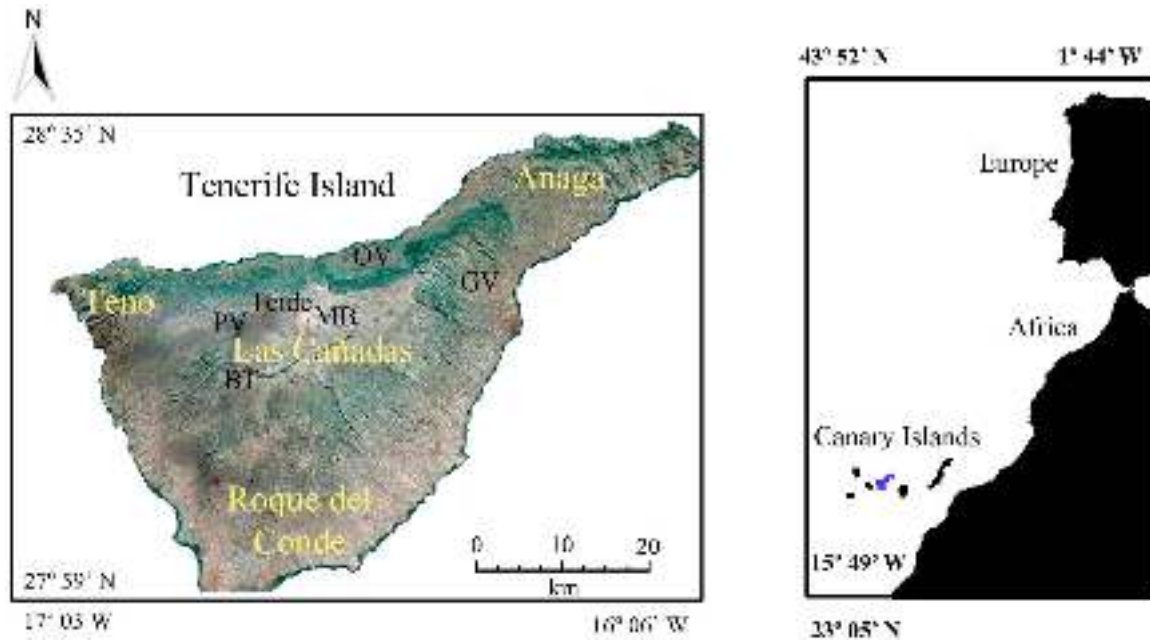 N
28° 35' N
Tenerife Island
Anaga
OV
GV
Teno
Teide
PV
MB
Las Cañadas
BT
Roque del
Conde
0 10 20
km
27° 59' N
17° 03 W
16° 06' W
43° 52' N
1° 44' W
Europe
Africa
Canary Islands
15° 49' W
23° 05' N